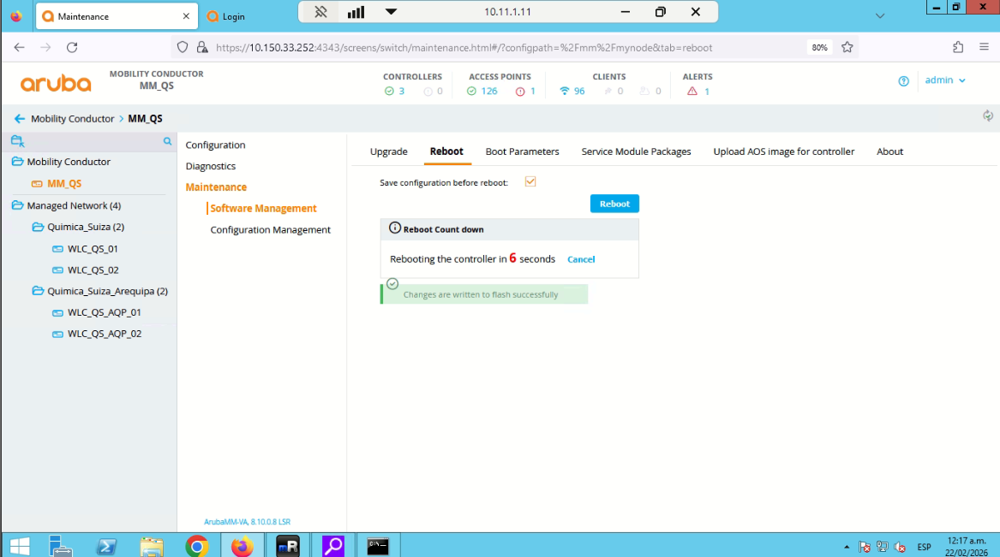 Maintenance
Login
10.11.1.11
https://10.150.33.252:4343/screens/switch/maintenance.html#/?configpath=%2Fmm%2Fmynode&tab=reboot
80%
aruba
MOBILITY CONDUCTOR
MM_QS
CONTROLLERS
3
0
ACCESS POINTS
126
1
CLIENTS
96
0
0
ALERTS
1
admin
Mobility Conductor > MM_QS
Mobility Conductor
MM_QS
Managed Network (4)
Quimica_Suiza (2)
WLC_QS_01
WLC_QS_02
Quimica_Suiza_Arequipa (2)
WLC_QS_AQP_01
WLC_QS_AQP_02
Configuration
Diagnostics
Maintenance
Software Management
Configuration Management
ArubaMM-VA, 8.10.0.8 LSR
Upgrade
Reboot
Boot Parameters
Service Module Packages
Upload AOS image for controller
About
Save configuration before reboot:
Reboot
Reboot Count down
Rebooting the controller in 6 seconds Cancel
Changes are written to flash successfully
ESP
12:17 a.m.
22/02/2026